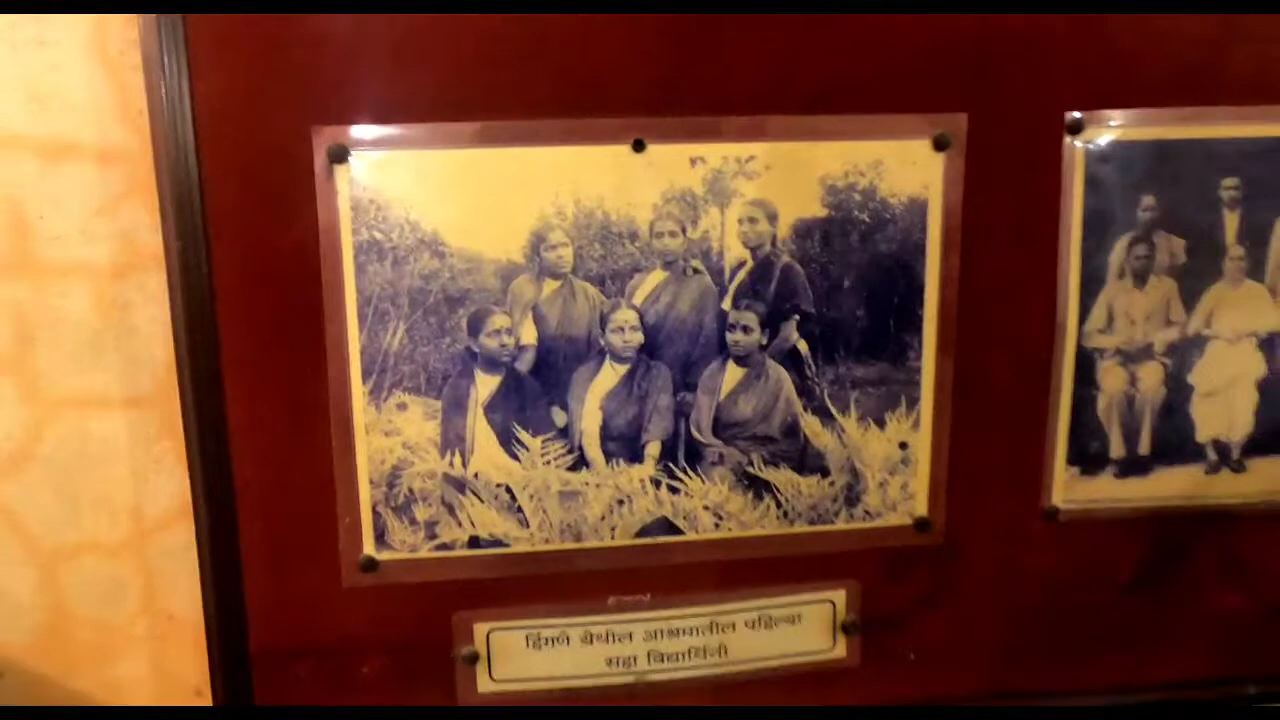 हिंगणे येथील आश्रमातील पहिल्या
सहा विद्यार्थिनी